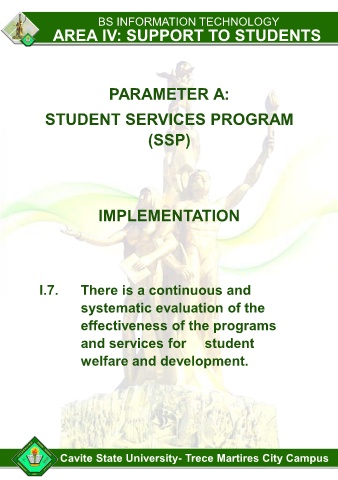 BS INFORMATION TECHNOLOGY
AREA IV: SUPPORT TO STUDENTS
PARAMETER A:
STUDENT SERVICES PROGRAM
(SSP)
IMPLEMENTATION
I.7. There is a continuous and
systematic evaluation of the
effectiveness of the programs
and services for student
welfare and development.
Cavite State University- Trece Martires City Campus